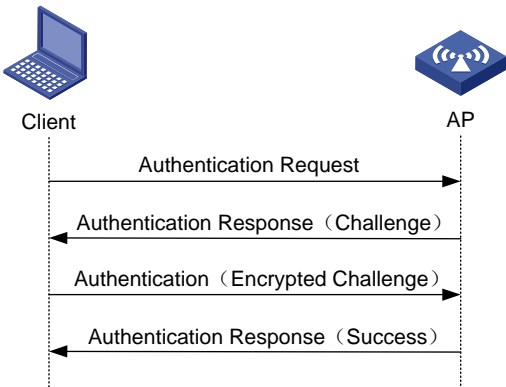 Client
AP
Authentication Request
Authentication Response（Challenge）
Authentication（Encrypted Challenge）
Authentication Response（Success）